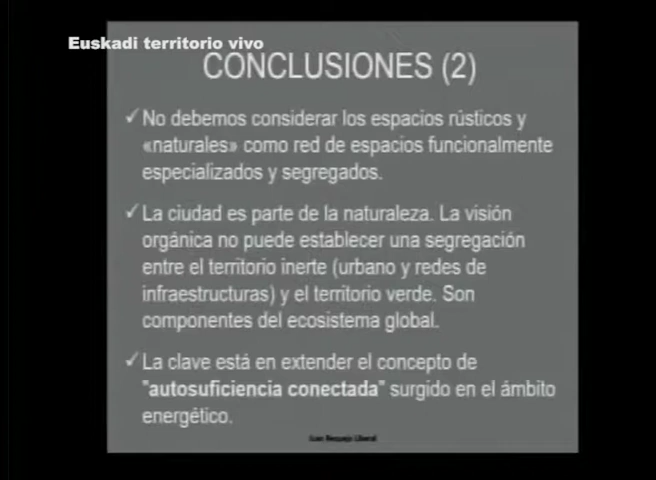 Euskadi territorio vivo
CONCLUSIONES (2)
✓ No debemos considerar los espacios rústicos y
«naturales» como red de espacios funcionalmente
especializados y segregados.
✓ La ciudad es parte de la naturaleza. La visión
orgánica no puede establecer una segregación
entre el territorio inerte (urbano y redes de
infraestructuras) y el territorio verde. Son
componentes del ecosistema global.
✓ La clave está en extender el concepto de
"autosuficiencia conectada" surgido en el ámbito
energético.
Juan Requejo Liberal